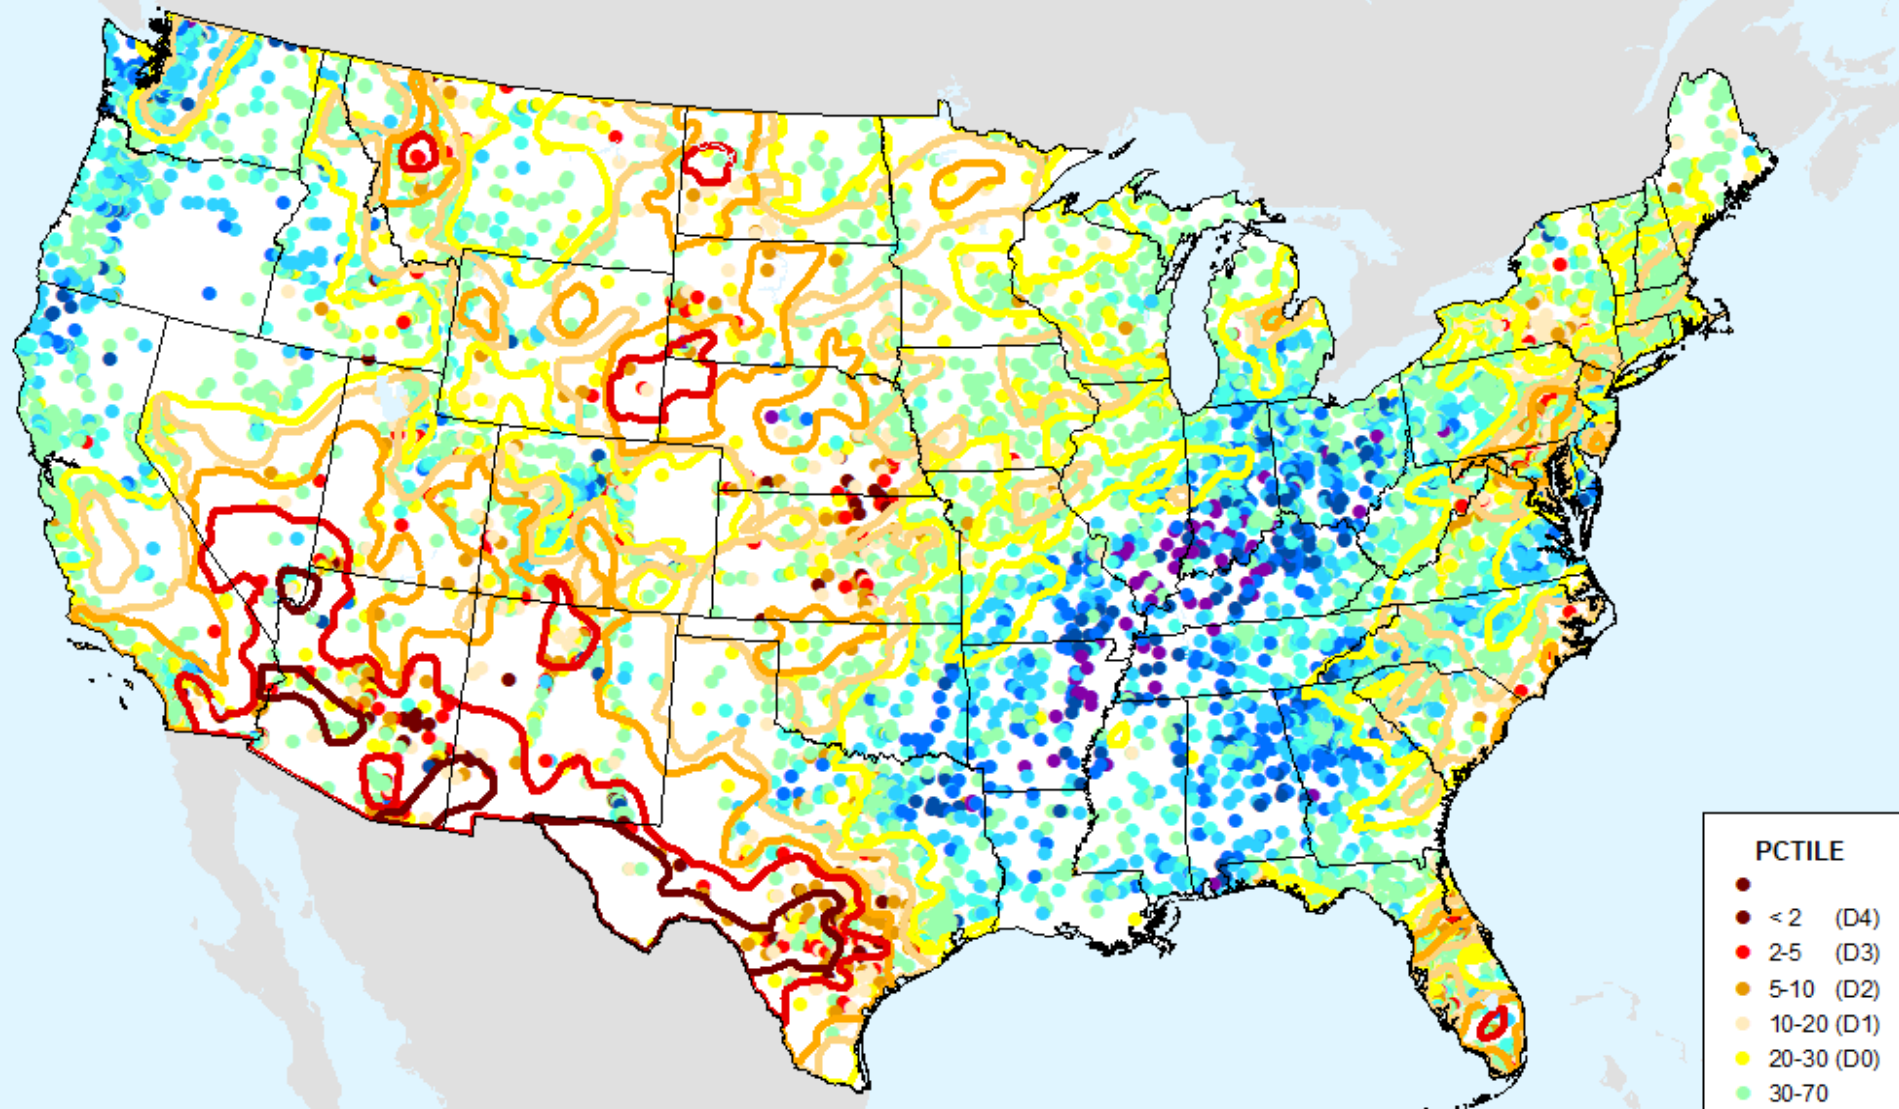 PCTILE
< 2 (D4)
2-5 (D3)
5-10 (D2)
10-20 (D1)
20-30 (D0)
30-70